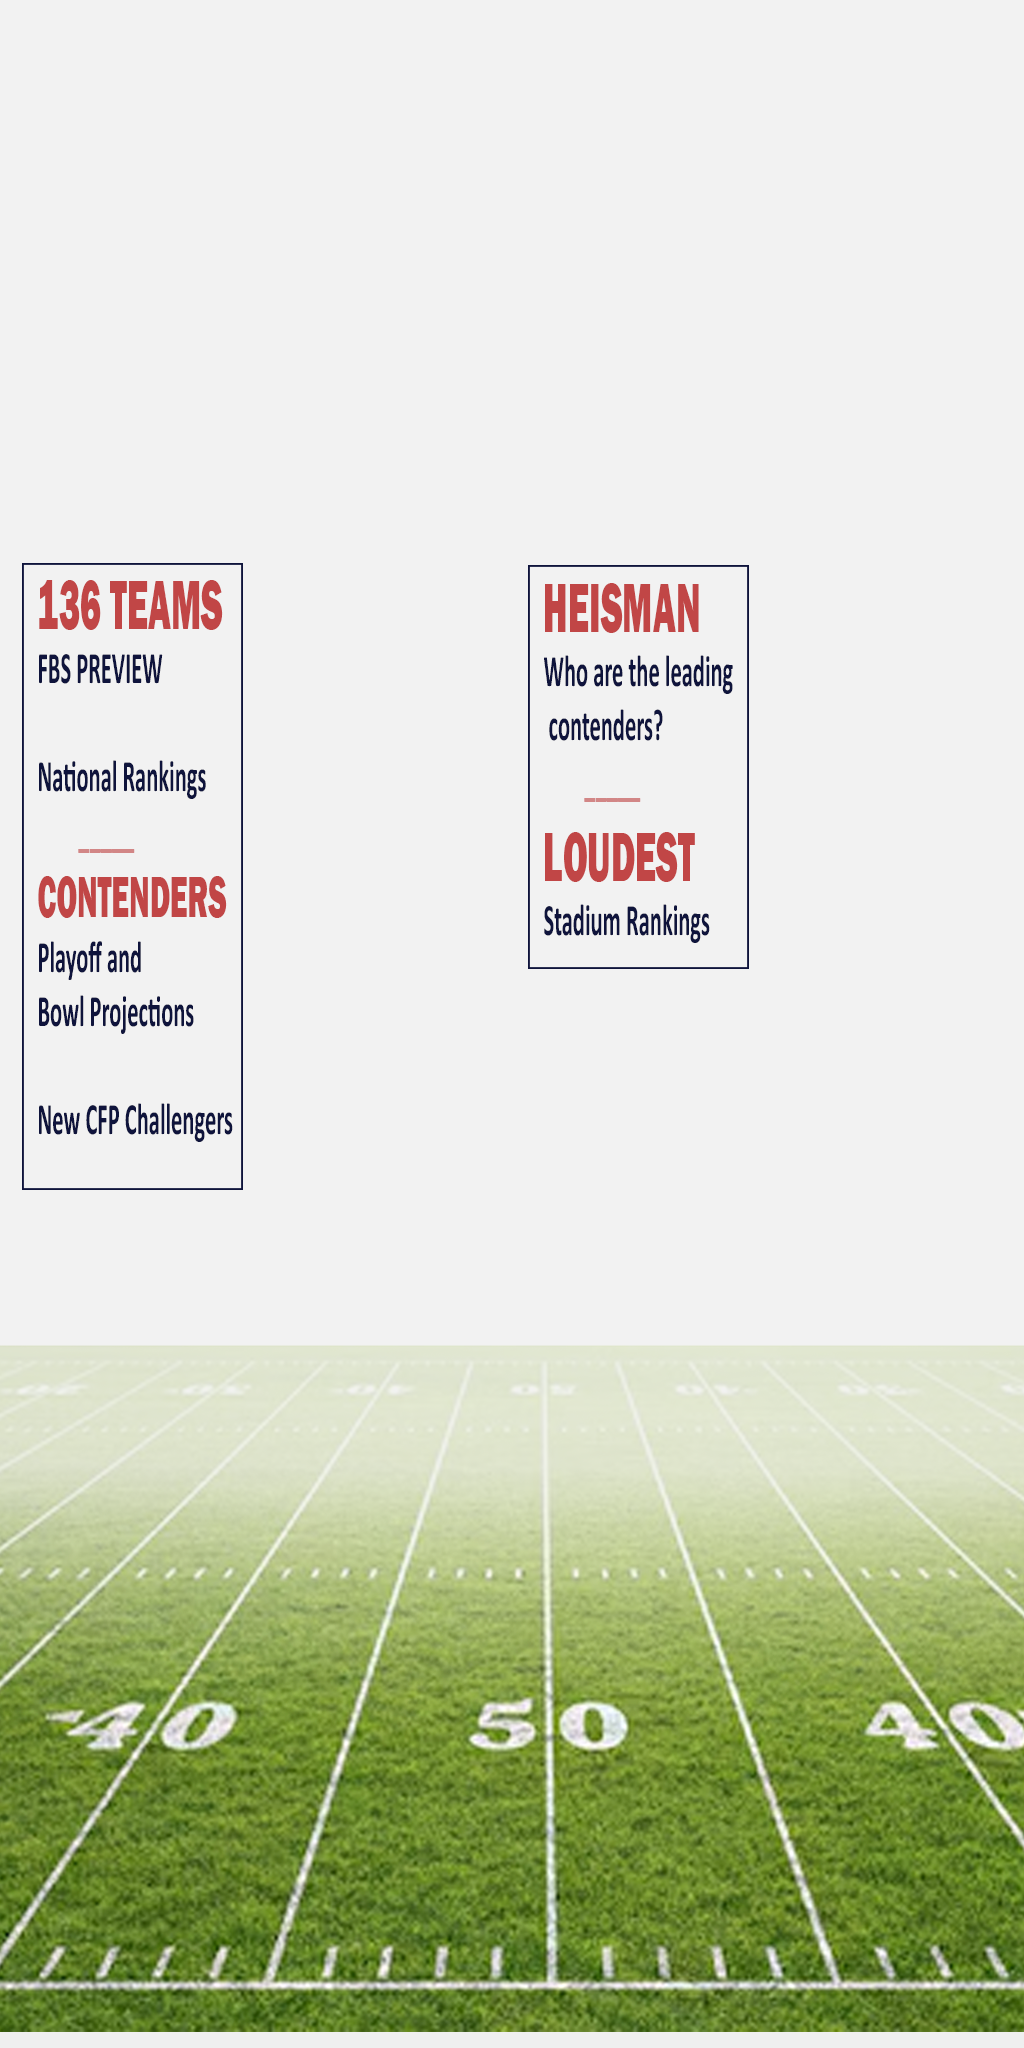 136 TEAMS
FBS PREVIEW
National Rankings
CONTENDERS
Playoff and
Bowl Projections
New CFP Challengers
HEISMAN
Who are the leading
contenders?
LOUDEST
Stadium Rankings
40
50
40